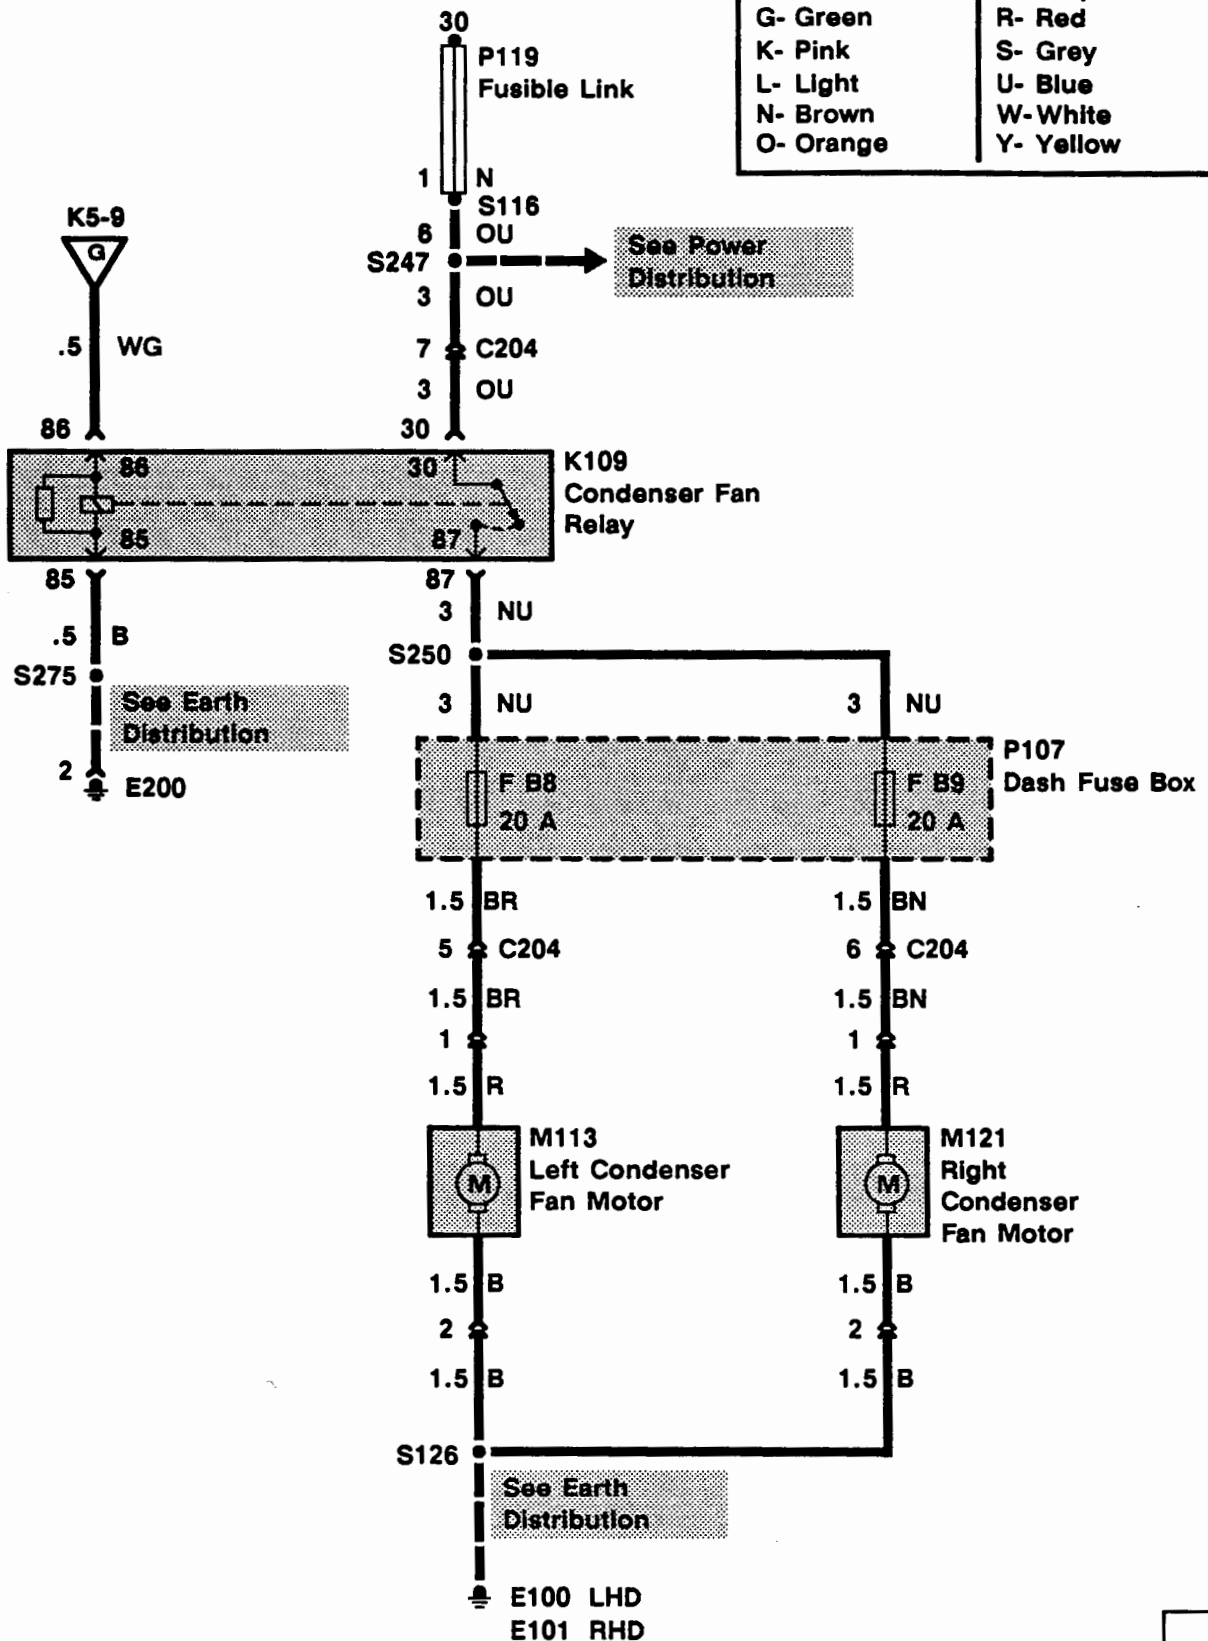 G- Green
K- Pink
L- Light
N- Brown
O- Orange
R- Red
S- Grey
U- Blue
W- White
Y- Yellow
30
P119
Fusible Link
1 N
S116
6 OU
S247
See Power
Distribution
3 OU
7 C204
3 OU
30
K5-9
G
.5 WG
86
86
30
K109
Condenser Fan
Relay
85
87
85
87
.5 B
S275
See Earth
Distribution
2
E200
3 NU
S250
3 NU
3 NU
P107
Dash Fuse Box
F B8
20 A
F B9
20 A
1.5 BR
1.5 BN
5 C204
6 C204
1.5 BR
1.5 BN
1
1
1.5 R
1.5 R
M113
Left Condenser
Fan Motor
M
M121
Right
Condenser
Fan Motor
M
1.5 B
1.5 B
2
2
1.5 B
1.5 B
S126
See Earth
Distribution
E100 LHD
E101 RHD